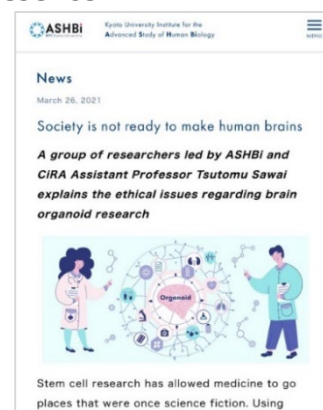 ASHBi
Kyoto University Institute for the
Advanced Study of Human Biology
MENU
News
March 26, 2021
Society is not ready to make human brains
A group of researchers led by ASHBi and
CiRA Assistant Professor Tsutomu Sawai
explains the ethical issues regarding brain
organoid research
Organoid
Stem cell research has allowed medicine to go
places that were once science fiction. Using